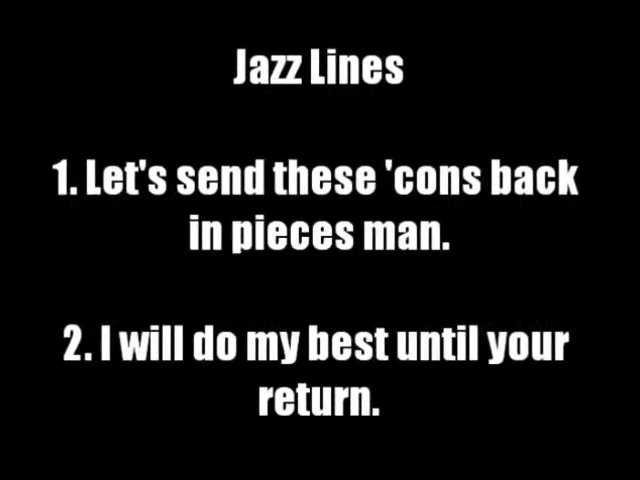 Jazz Lines
1. Let's send these 'cons back
in pieces man.
2. I will do my best until your
return.